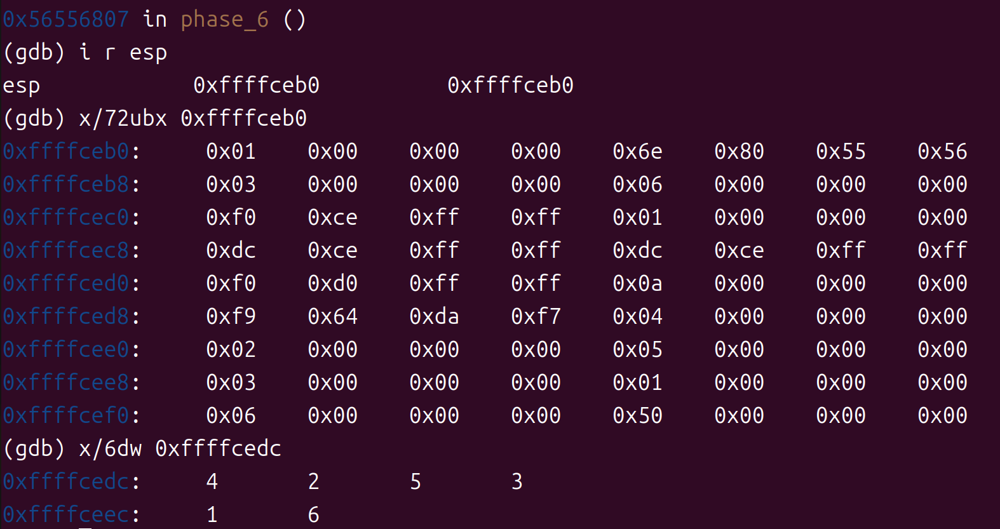 0x56556807 in phase_6 ()
(gdb) i r esp
esp            0xffffceb0          0xffffceb0
(gdb) x/72ubx 0xffffceb0
0xffffceb0:     0x01    0x00    0x00    0x00    0x6e    0x80    0x55    0x56
0xffffceb8:     0x03    0x00    0x00    0x00    0x06    0x00    0x00    0x00
0xffffcec0:     0xf0    0xce    0xff    0xff    0x01    0x00    0x00    0x00
0xffffcec8:     0xdc    0xce    0xff    0xff    0xdc    0xce    0xff    0xff
0xffffced0:     0xf0    0xd0    0xff    0xff    0x0a    0x00    0x00    0x00
0xffffced8:     0xf9    0x64    0xda    0xf7    0x04    0x00    0x00    0x00
0xffffcee0:     0x02    0x00    0x00    0x00    0x05    0x00    0x00    0x00
0xffffcee8:     0x03    0x00    0x00    0x00    0x01    0x00    0x00    0x00
0xffffcef0:     0x06    0x00    0x00    0x00    0x50    0x00    0x00    0x00
(gdb) x/6dw 0xffffcedc
0xffffcedc:     4       2       5       3
0xffffceec:     1       6